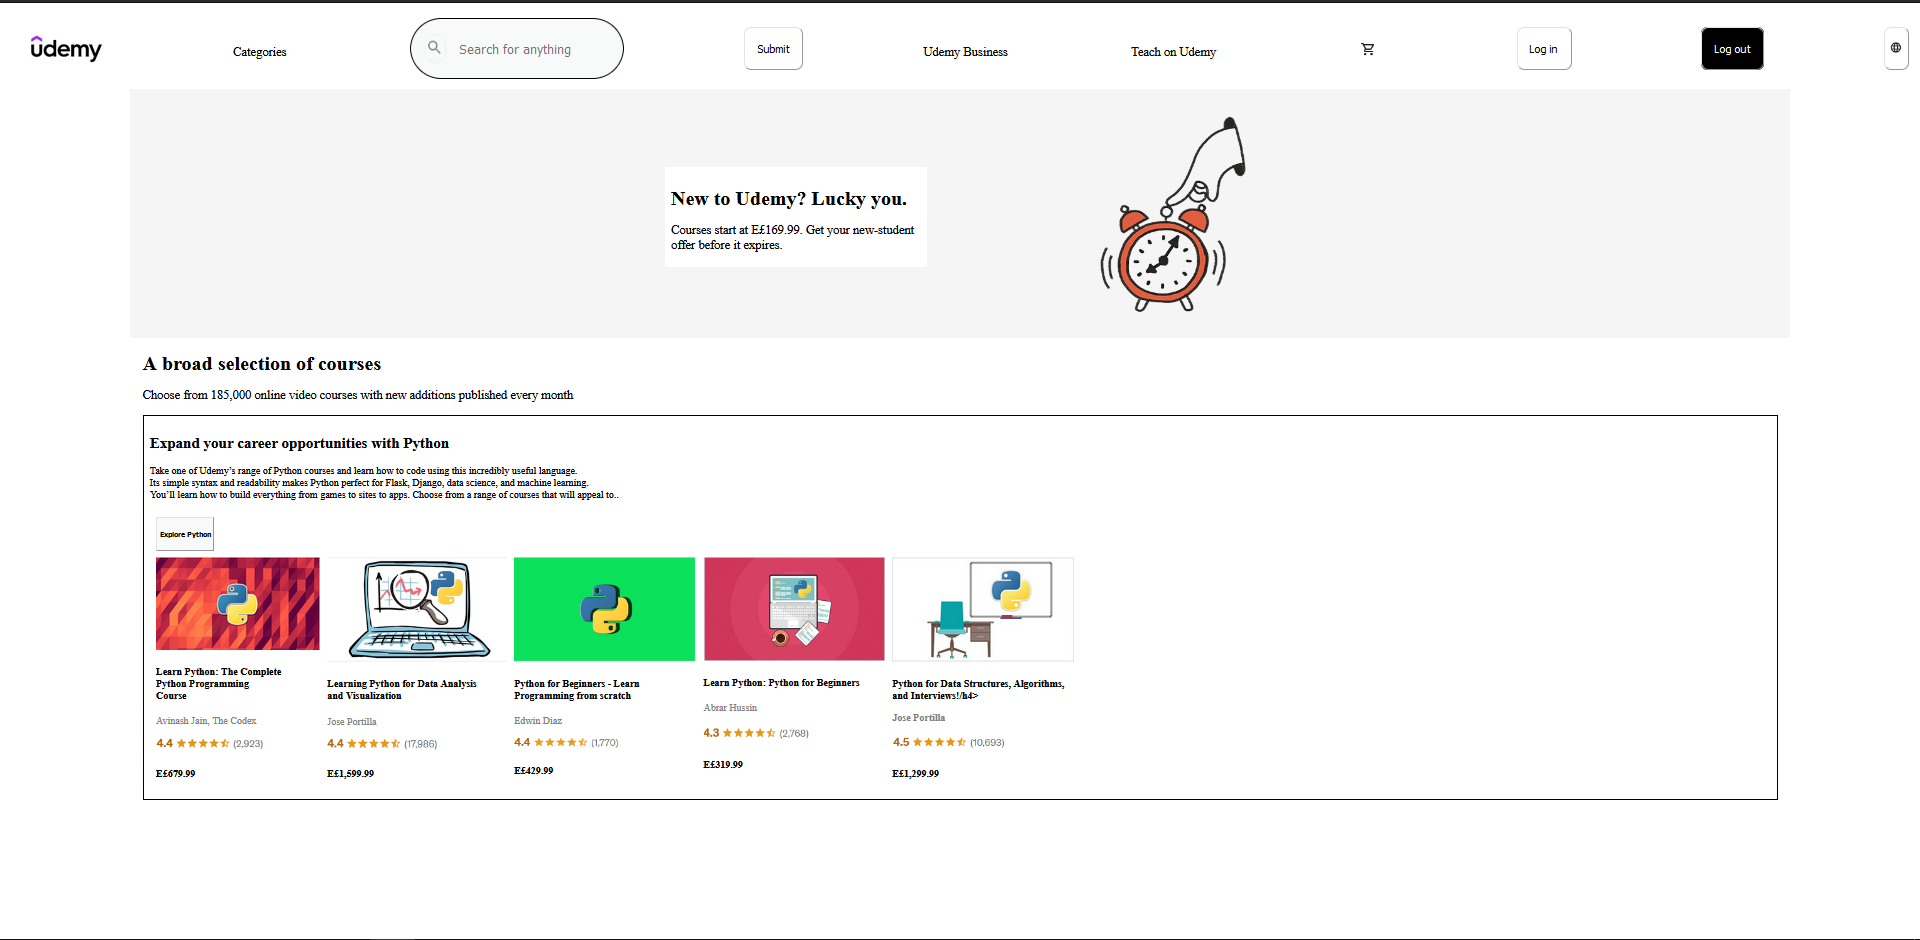 udemy
Categories
Search for anything
Submit
Udemy Business
Teach on Udemy
Log in
Log out
New to Udemy? Lucky you.
Courses start at E£169.99. Get your new-student
offer before it expires.
A broad selection of courses
Choose from 185,000 online video courses with new additions published every month
Expand your career opportunities with Python
Take one of Udemy’s range of Python courses and learn how to code using this incredibly useful language.
Its simple syntax and readability makes Python perfect for Flask, Django, data science, and machine learning.
You’ll learn how to build everything from games to sites to apps. Choose from a range of courses that will appeal to..
Explore Python
Learn Python: The Complete
Python Programming
Course
Avinash Jain, The Codex
4.4 (2,923)
E£679.99
Learning Python for Data Analysis
and Visualization
Jose Portilla
4.4 (17,986)
E£1,599.99
Python for Beginners - Learn
Programming from scratch
Edwin Diaz
4.4 (1,770)
E£429.99
Learn Python: Python for Beginners
Abrar Hussin
4.3 (2,768)
E£319.99
Python for Data Structures, Algorithms,
and Interviews!/h4>
Jose Portilla
4.5 (10,693)
E£1,299.99